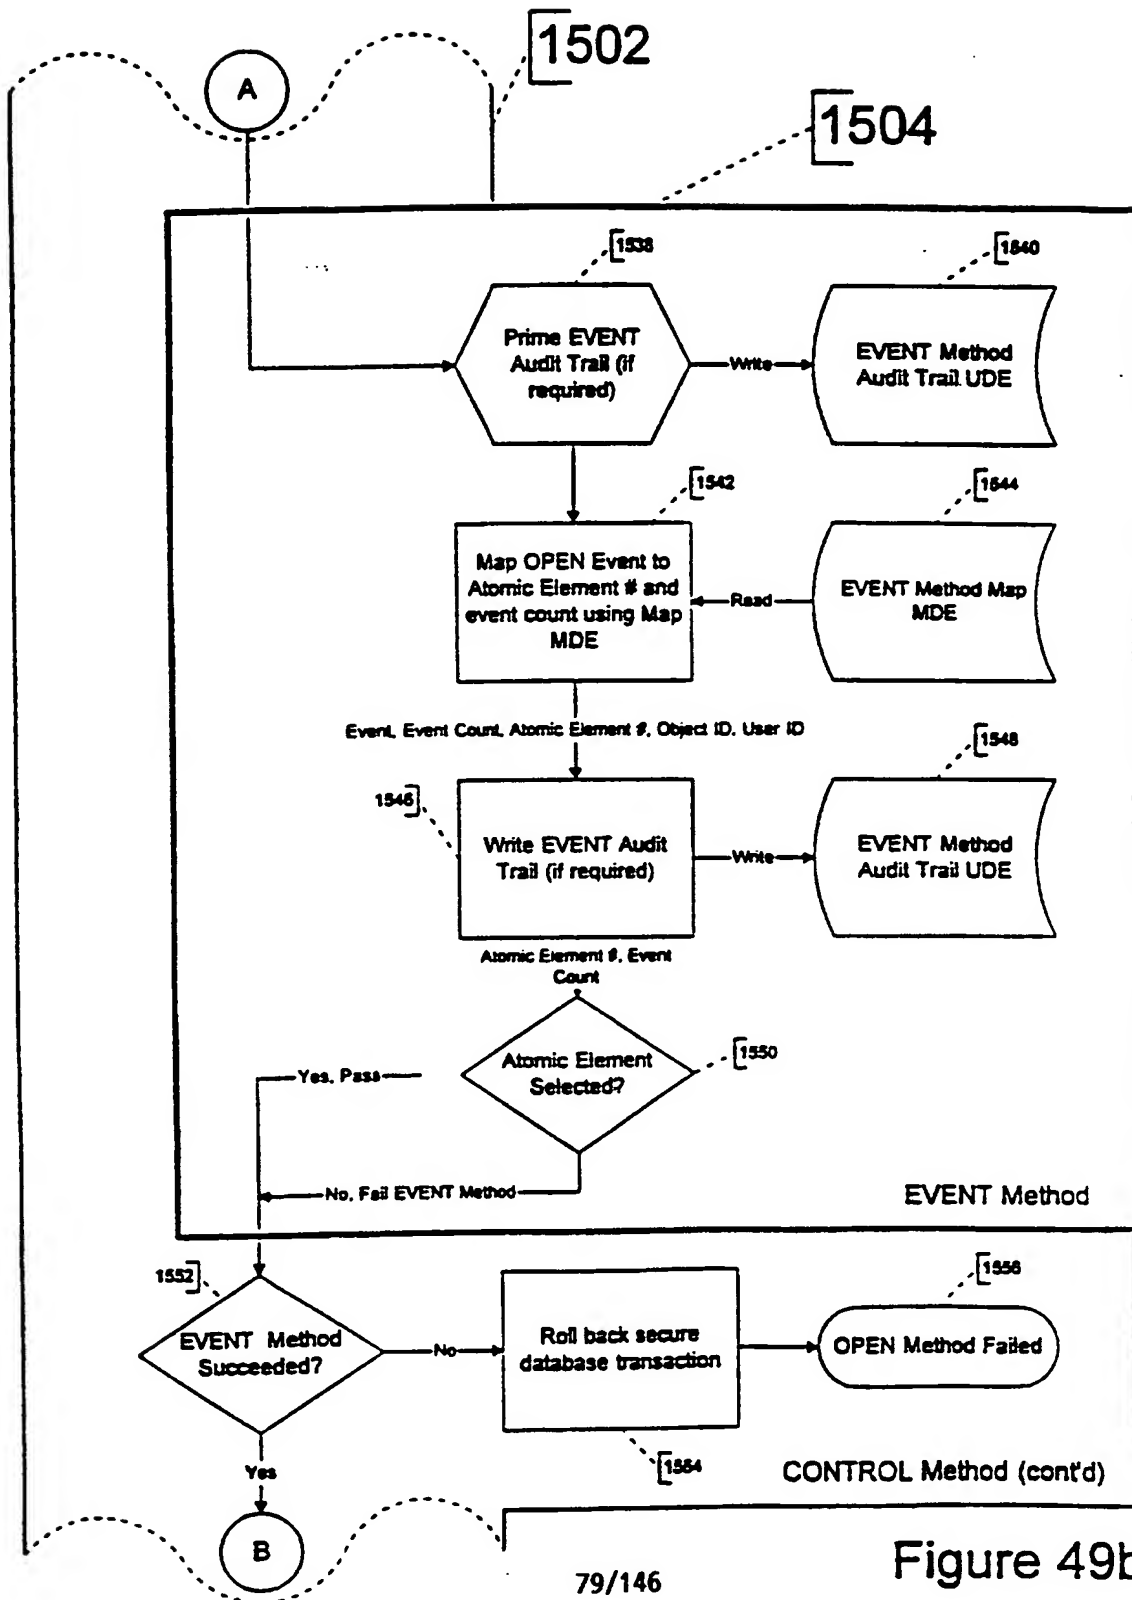 1502
A
1504
1538
1540
Prime EVENT
Audit Trail (if
required)
Write
EVENT Method
Audit Trail UDE
1542
1544
Map OPEN Event to
Atomic Element # and
event count using Map
MDE
Read
EVENT Method Map
MDE
Event, Event Count, Atomic Element #, Object ID, User ID
1546
1548
Write EVENT Audit
Trail (if required)
Write
EVENT Method
Audit Trail UDE
Atomic Element #, Event
Count
Atomic Element
Selected?
1550
Yes, Pass
No, Fail EVENT Method
EVENT Method
1552
1556
EVENT Method
Succeeded?
No
Roll back secure
database transaction
OPEN Method Failed
Yes
1554
CONTROL Method (cont'd)
B
Figure 49b
79/146